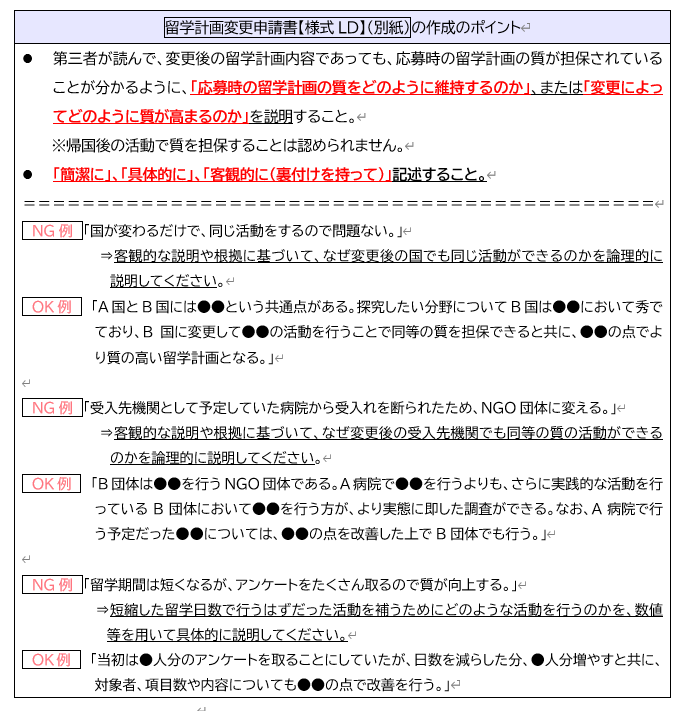 留学計画変更申請書【様式LD】（別紙）の作成のポイント↵
● 第三者が読んで、変更後の留学計画内容であっても、応募時の留学計画の質が担保されている
ことが分かるように、「応募時の留学計画の質をどのように維持するのか」、または「変更によっ
てどのように質が高まるのか」を説明すること。↵
※帰国後の活動で質を担保することは認められません。↵
● 「簡潔に」、「具体的に」、「客観的に（裏付けを持って）」記述すること。↵
＝＝＝＝＝＝＝＝＝＝＝＝＝＝＝＝＝＝＝＝＝＝＝＝＝＝＝＝＝＝＝＝＝＝＝＝＝＝＝＝＝＝＝↵
NG 例 「国が変わるだけで、同じ活動をするので問題ない。」↵
⇒客観的な説明や根拠に基づいて、なぜ変更後の国でも同じ活動ができるのかを論理的に
説明してください。↵
OK 例 「A 国と B 国には●●という共通点がある。探究したい分野について B 国は●●において秀で
ており、B 国に変更して●●の活動を行うことで同等の質を担保できると共に、●●の点でよ
り質の高い留学計画となる。」↵
↵
NG 例 「受入先機関として予定していた病院から受入れを断られたため、NGO 団体に変える。」↵
⇒客観的な説明や根拠に基づいて、なぜ変更後の受入先機関でも同等の質の活動ができる
のかを論理的に説明してください。↵
OK 例 「B 団体は●●を行う NGO 団体である。A 病院で●●を行うよりも、さらに実践的な活動を行
っている B 団体において●●を行う方が、より実態に即した調査ができる。なお、A 病院で行
う予定だった●●については、●●の点を改善した上で B 団体でも行う。」↵
↵
NG 例 「留学期間は短くなるが、アンケートをたくさん取るので質が向上する。」↵
⇒短縮した留学日数で行うはずだった活動を補うためにどのような活動を行うのかを、数値
等を用いて具体的に説明してください。↵
OK 例 「当初は●人分のアンケートを取ることにしていたが、日数を減らした分、●人分増やすと共に、
対象者、項目数や内容についても●●の点で改善を行う。」↵
↵